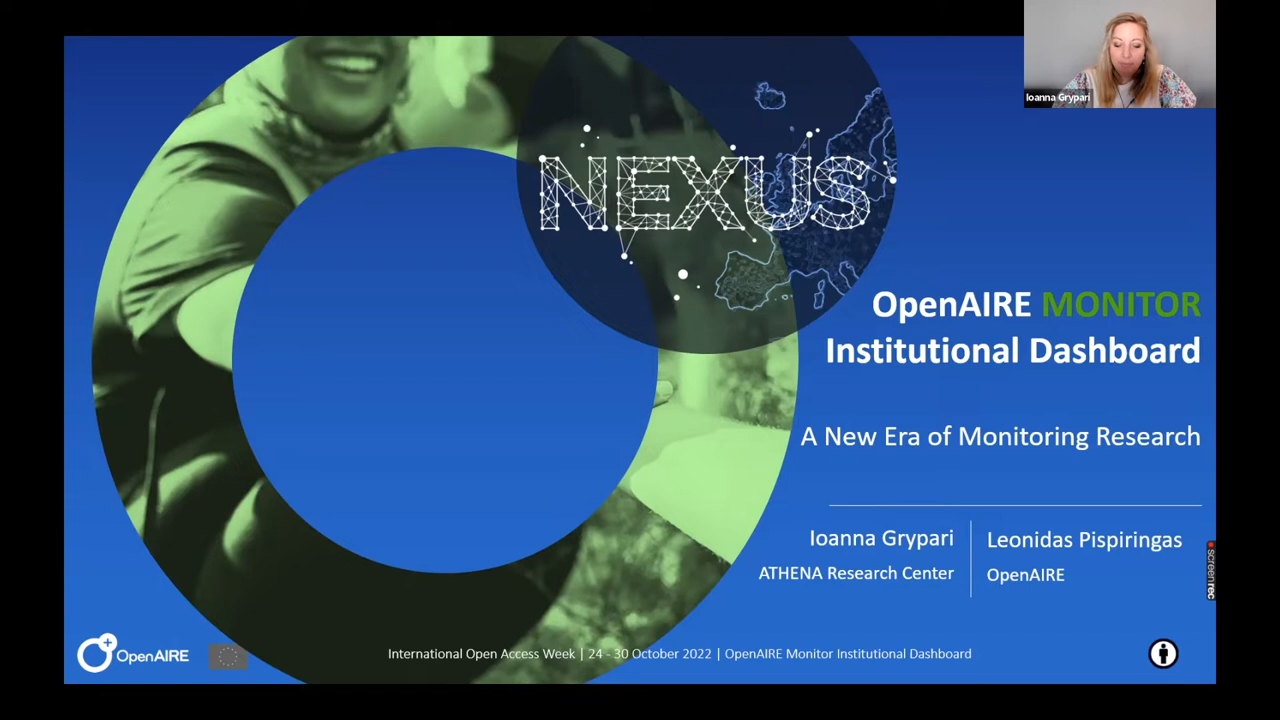 Ioanna Grypari
NEXUS
OpenAIRE MONITOR
Institutional Dashboard
A New Era of Monitoring Research
Ioanna Grypari
ATHENA Research Center
Leonidas Pispiringas
OpenAIRE
screenrec
OpenAIRE
International Open Access Week | 24 - 30 October 2022 | OpenAIRE Monitor Institutional Dashboard